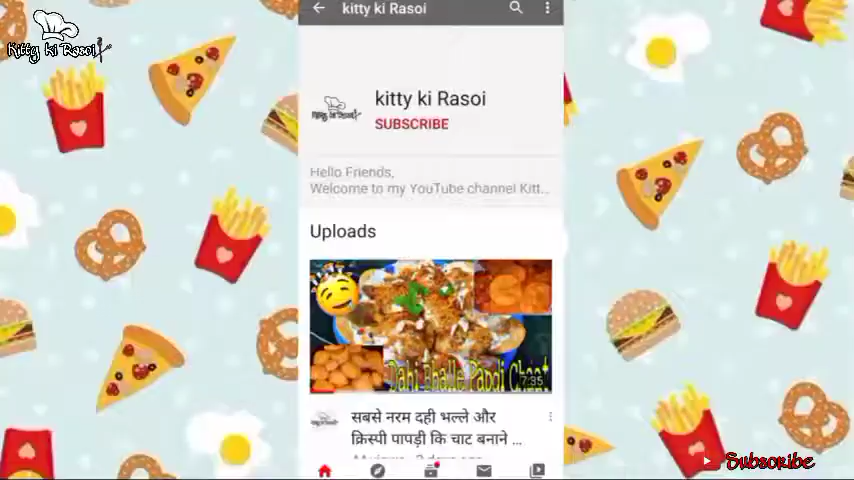 Kitty ki Rasoi
kitty ki Rasoi
kitty ki Rasoi
SUBSCRIBE
Hello Friends,
Welcome to my YouTube channel Kitt...
Uploads
Dahi Bhalle Papdi Chaat
7:35
सबसे नरम दही भल्ले और
क्रिस्पी पापड़ी कि चाट बनाने ...
Subscribe